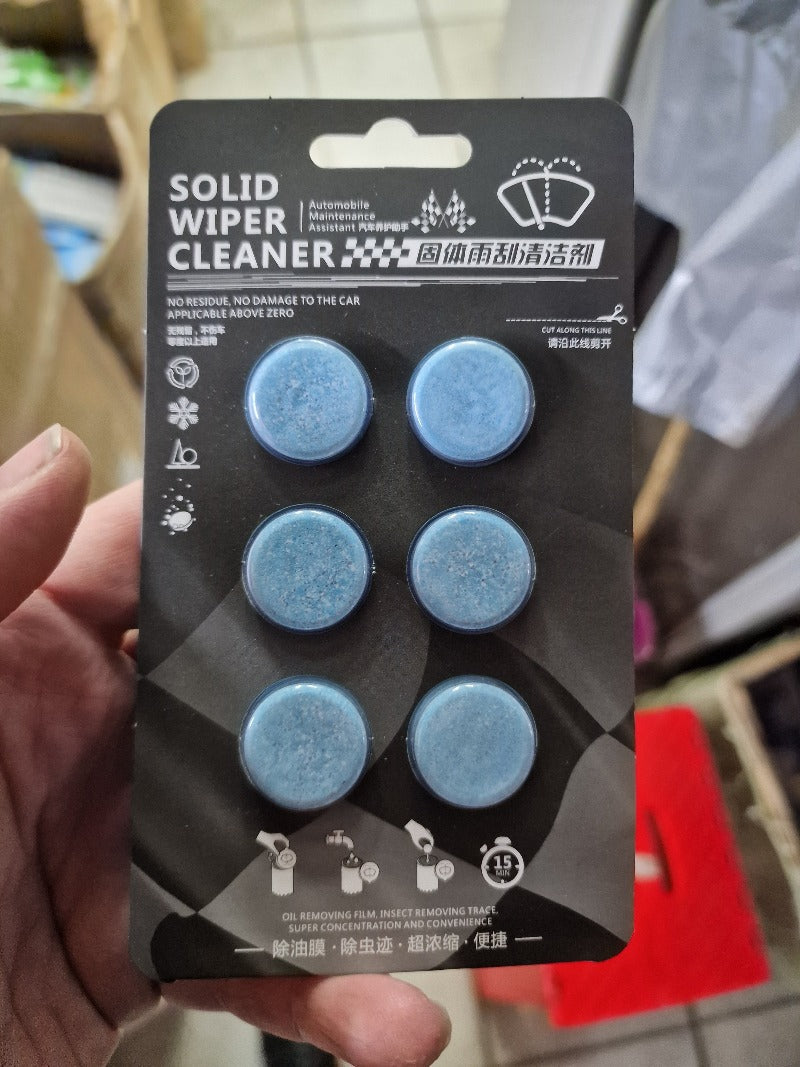 SOLID
WIPER
CLEANER
Automobile
Maintenance
Assistant 汽车养护助手
固体雨刮清洁剂
NO RESIDUE, NO DAMAGE TO THE CAR
APPLICABLE ABOVE ZERO
无残留，不伤车
零度以上适用
CUT ALONG THIS LINE
请沿此线剪开
15
MIN
OIL REMOVING FILM, INSECT REMOVING TRACE,
SUPER CONCENTRATION AND CONVENIENCE
除油膜·除虫迹·超浓缩·便捷